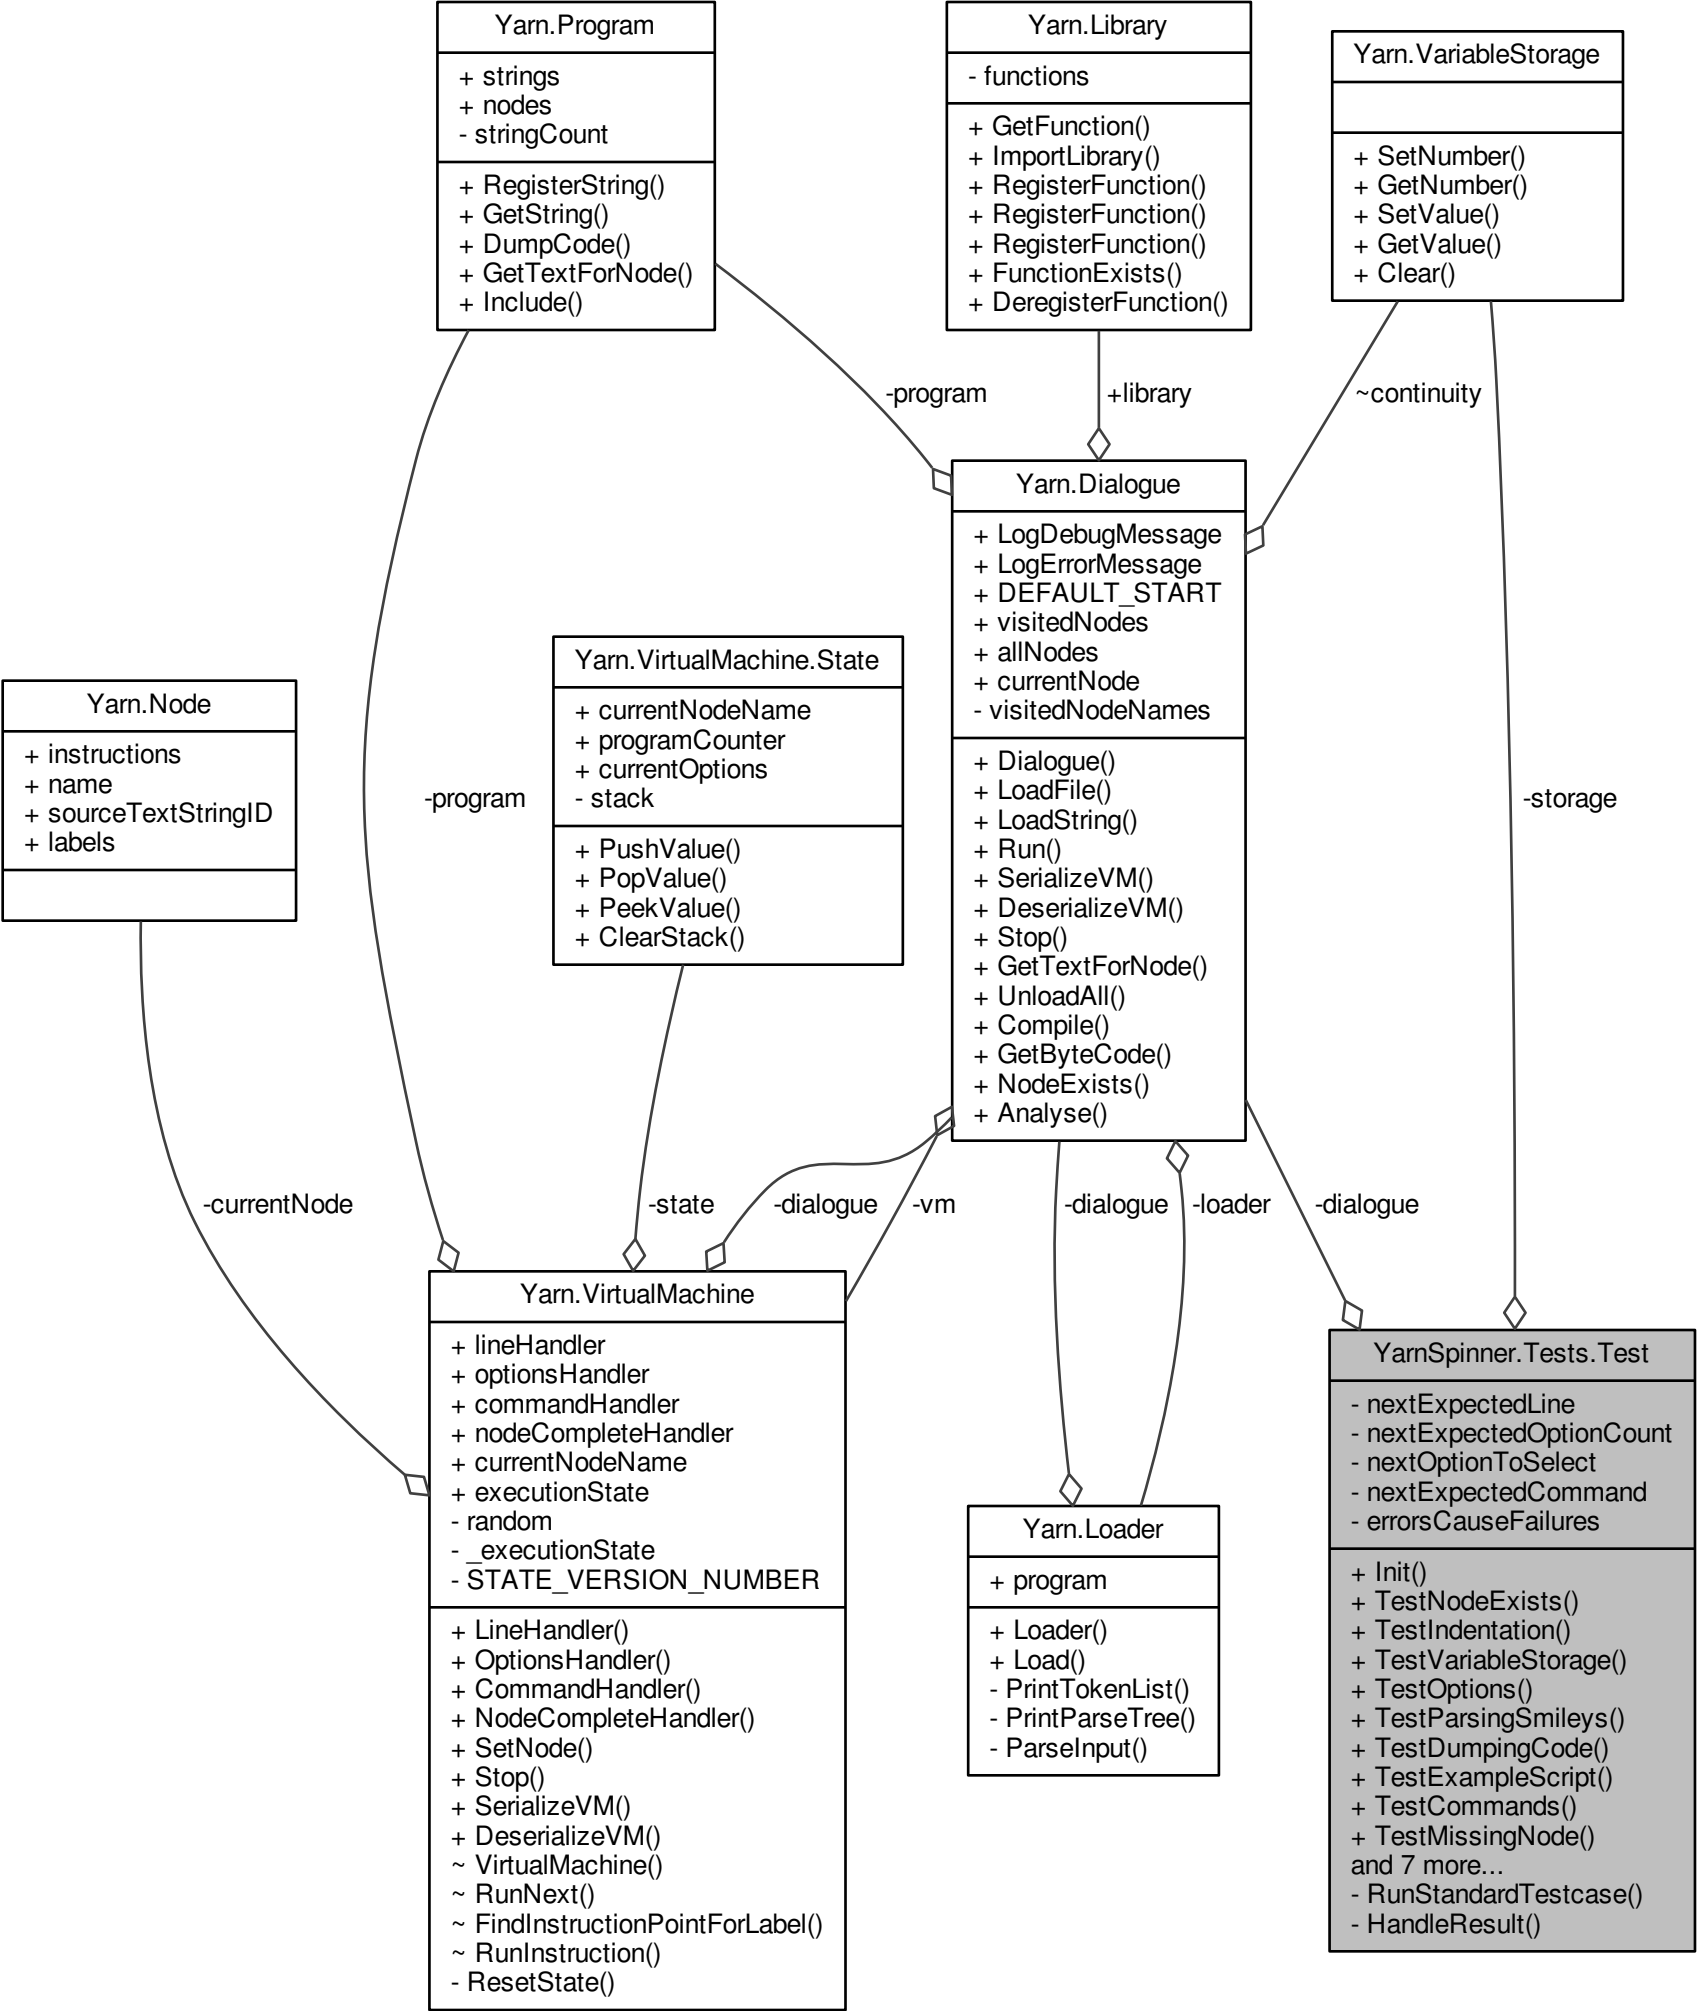 Yarn.Program
+ strings
+ nodes
- stringCount
+ RegisterString()
+ GetString()
+ DumpCode()
+ GetTextForNode()
+ Include()
Yarn.Library
- functions
+ GetFunction()
+ ImportLibrary()
+ RegisterFunction()
+ RegisterFunction()
+ RegisterFunction()
+ FunctionExists()
+ DeregisterFunction()
Yarn.VariableStorage
+ SetNumber()
+ GetNumber()
+ SetValue()
+ GetValue()
+ Clear()
-program
+library
~continuity
Yarn.Dialogue
+ LogDebugMessage
+ LogErrorMessage
+ DEFAULT_START
+ visitedNodes
+ allNodes
+ currentNode
- visitedNodeNames
+ Dialogue()
+ LoadFile()
+ LoadString()
+ Run()
+ SerializeVM()
+ DeserializeVM()
+ Stop()
+ GetTextForNode()
+ UnloadAll()
+ Compile()
+ GetByteCode()
+ NodeExists()
+ Analyse()
Yarn.VirtualMachine.State
+ currentNodeName
+ programCounter
+ currentOptions
- stack
+ PushValue()
+ PopValue()
+ PeekValue()
+ ClearStack()
Yarn.Node
+ instructions
+ name
+ sourceTextStringID
+ labels
-program
-storage
-currentNode
-state
-dialogue
-vm
-dialogue
-loader
-dialogue
Yarn.VirtualMachine
+ lineHandler
+ optionsHandler
+ commandHandler
+ nodeCompleteHandler
+ currentNodeName
+ executionState
- random
- _executionState
- STATE_VERSION_NUMBER
+ LineHandler()
+ OptionsHandler()
+ CommandHandler()
+ NodeCompleteHandler()
+ SetNode()
+ Stop()
+ SerializeVM()
+ DeserializeVM()
~ VirtualMachine()
~ RunNext()
~ FindInstructionPointForLabel()
~ RunInstruction()
- ResetState()
Yarn.Loader
+ program
+ Loader()
+ Load()
- PrintTokenList()
- PrintParseTree()
- ParseInput()
YarnSpinner.Tests.Test
- nextExpectedLine
- nextExpectedOptionCount
- nextOptionToSelect
- nextExpectedCommand
- errorsCauseFailures
+ Init()
+ TestNodeExists()
+ TestIndentation()
+ TestVariableStorage()
+ TestOptions()
+ TestParsingSmileys()
+ TestDumpingCode()
+ TestExampleScript()
+ TestCommands()
+ TestMissingNode()
and 7 more...
- RunStandardTestcase()
- HandleResult()